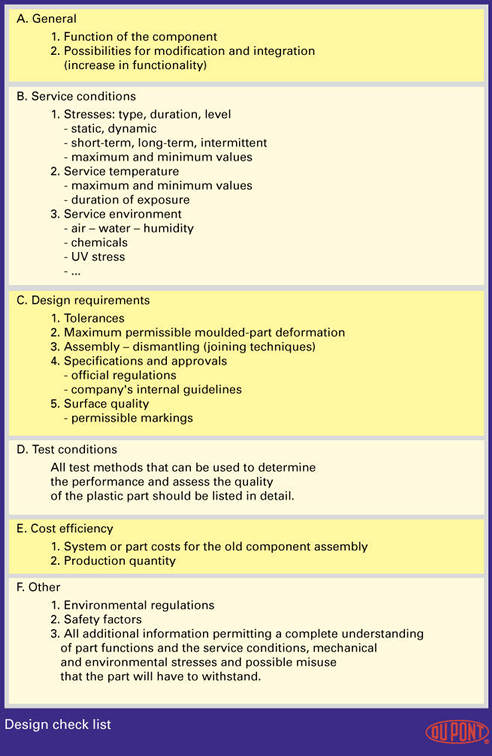 A. General
1. Function of the component
2. Possibilities for modification and integration
(increase in functionality)
B. Service conditions
1. Stresses: type, duration, level
- static, dynamic
- short-term, long-term, intermittent
- maximum and minimum values
2. Service temperature
- maximum and minimum values
- duration of exposure
3. Service environment
- air – water – humidity
- chemicals
- UV stress
- ...
C. Design requirements
1. Tolerances
2. Maximum permissible moulded-part deformation
3. Assembly – dismantling (joining techniques)
4. Specifications and approvals
- official regulations
- company's internal guidelines
5. Surface quality
- permissible markings
D. Test conditions
All test methods that can be used to determine
the performance and assess the quality
of the plastic part should be listed in detail.
E. Cost efficiency
1. System or part costs for the old component assembly
2. Production quantity
F. Other
1. Environmental regulations
2. Safety factors
3. All additional information permitting a complete understanding
of part functions and the service conditions, mechanical
and environmental stresses and possible misuse
that the part will have to withstand.
Design check list
DU PONT®